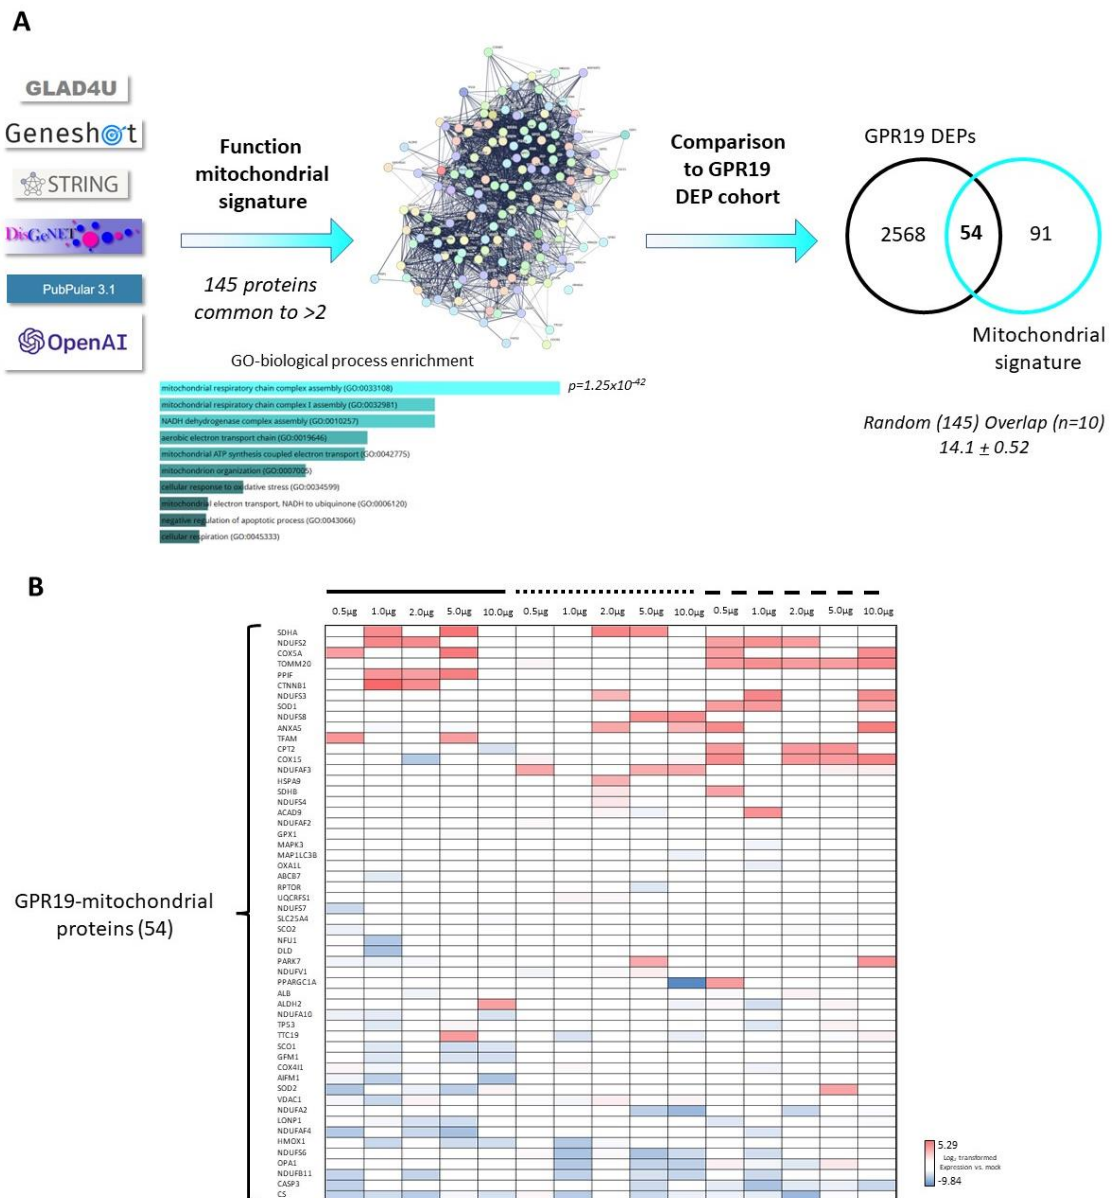 A
GLAD4U
Geneshot
STRING
DisGeNET
PubPular 3.1
OpenAI
Function
mitochondrial
signature
145 proteins
common to >2
Comparison
to GPR19
DEP cohort
GPR19 DEPs
2568
54
91
Mitochondrial
signature
Random (145) Overlap (n=10)
14.1 ± 0.52
GO-biological process enrichment
mitochondrial respiratory chain complex assembly (GO:0033108)
p=1.25x10-42
mitochondrial respiratory chain complex I assembly (GO:0032981)
NADH dehydrogenase complex assembly (GO:0010257)
aerobic electron transport chain (GO:0019646)
mitochondrial ATP synthesis coupled electron transport (GO:0042775)
mitochondrion organization (GO:0007005)
cellular response to oxidative stress (GO:0034599)
mitochondrial electron transport, NADH to ubiquinone (GO:0006120)
negative regulation of apoptotic process (GO:0043066)
cellular respiration (GO:0045333)
B
0.5µg 1.0µg 2.0µg 5.0µg 10.0µg 0.5µg 1.0µg 2.0µg 5.0µg 10.0µg 0.5µg 1.0µg 2.0µg 5.0µg 10.0µg
GPR19-mitochondrial
proteins (54)
SDHA
NDUFS2
COX5A
TOMM20
PPIF
CTNNB1
NDUFS3
SOD1
NDUFS8
ANXA5
TFAM
CPT2
COX15
NDUFAF3
HSPA9
SDHB
NDUFS4
ACAD9
NDUFAF2
GPX1
MAPK3
MAP1LC3B
OXA1L
ABCB7
RPTOR
UQCRFS1
NDUFS7
SLC25A4
SCO2
NFU1
DLD
PARK7
NDUFV1
PPARGC1A
ALB
ALDH2
NDUFA10
TP53
TTC19
SCO1
GFM1
COX4I1
AIFM1
SOD2
VDAC1
NDUFA2
LONP1
NDUFAF4
HMOX1
NDUFS6
OPA1
NDUFB11
CASP3
CS
5.29
Log2 transformed
Expression vs. mock
-9.84